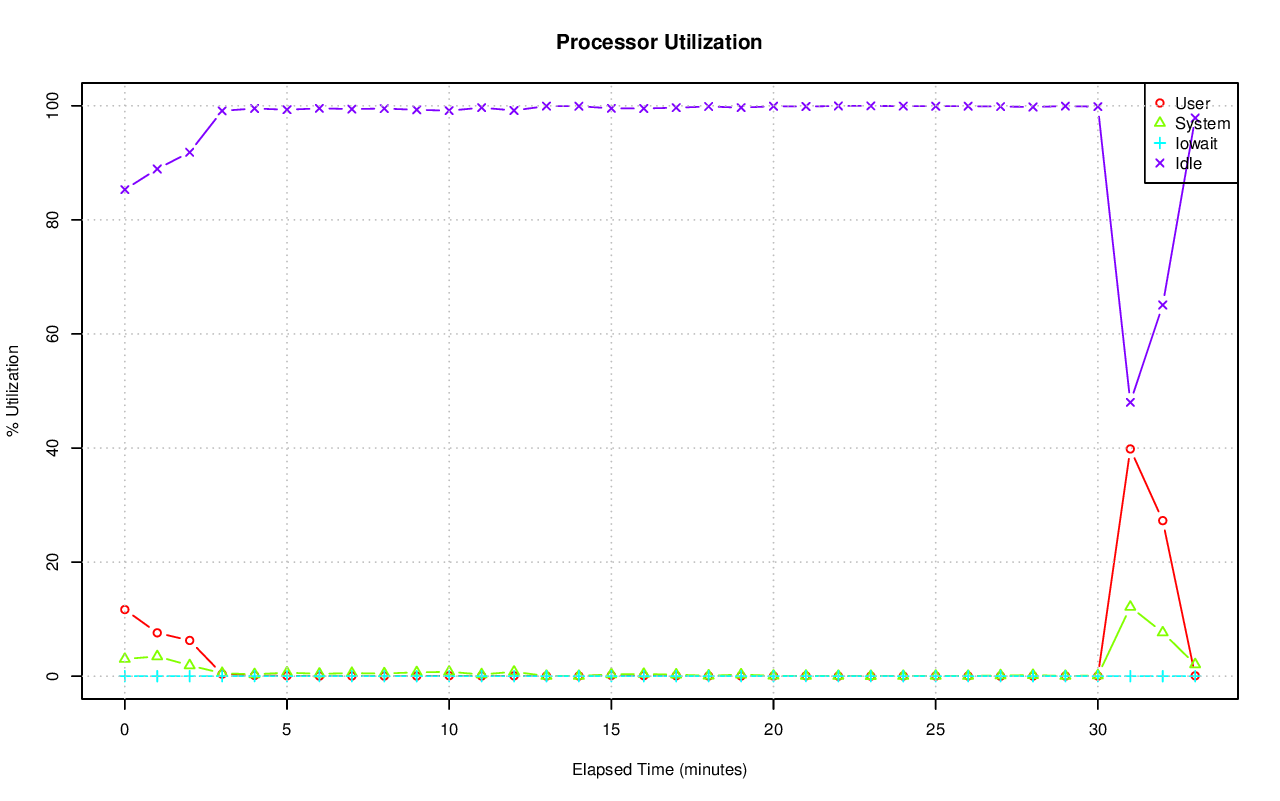 Processor Utilization
% Utilization
100
80
60
40
20
0
User
System
Iowait
Idle
0 5 10 15 20 25 30
Elapsed Time (minutes)